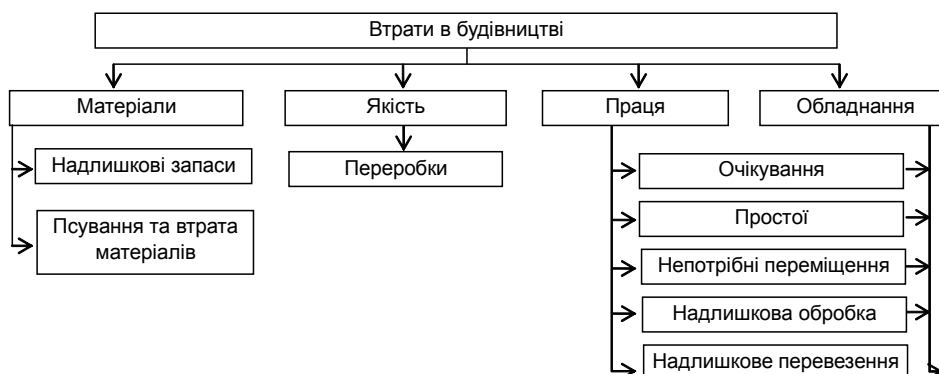 Втрати в будівництві
Матеріали
Якість
Праця
Обладнання
Надлишкові запаси
Переробки
Очікування
Псування та втрата
матеріалів
Простої
Непотрібні переміщення
Надлишкова обробка
Надлишкове перевезення